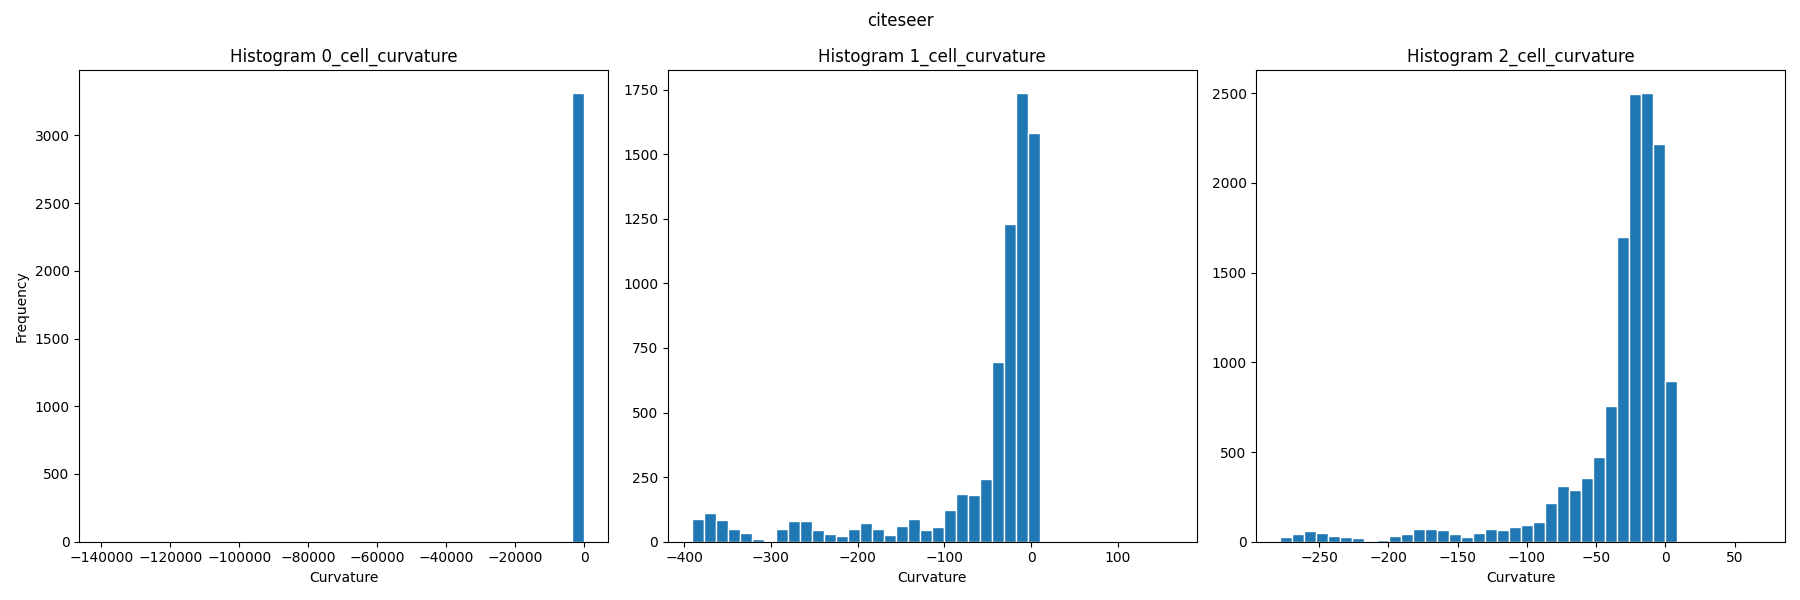 citeseer
Histogram 0_cell_curvature
Frequency
3000
2500
2000
1500
1000
500
0
−140000 −120000 −100000 −80000 −60000 −40000 −20000 0
Curvature
Histogram 1_cell_curvature
1750
1500
1250
1000
750
500
250
0
−400 −300 −200 −100 0 100
Curvature
Histogram 2_cell_curvature
2500
2000
1500
1000
500
0
−250 −200 −150 −100 −50 0 50
Curvature